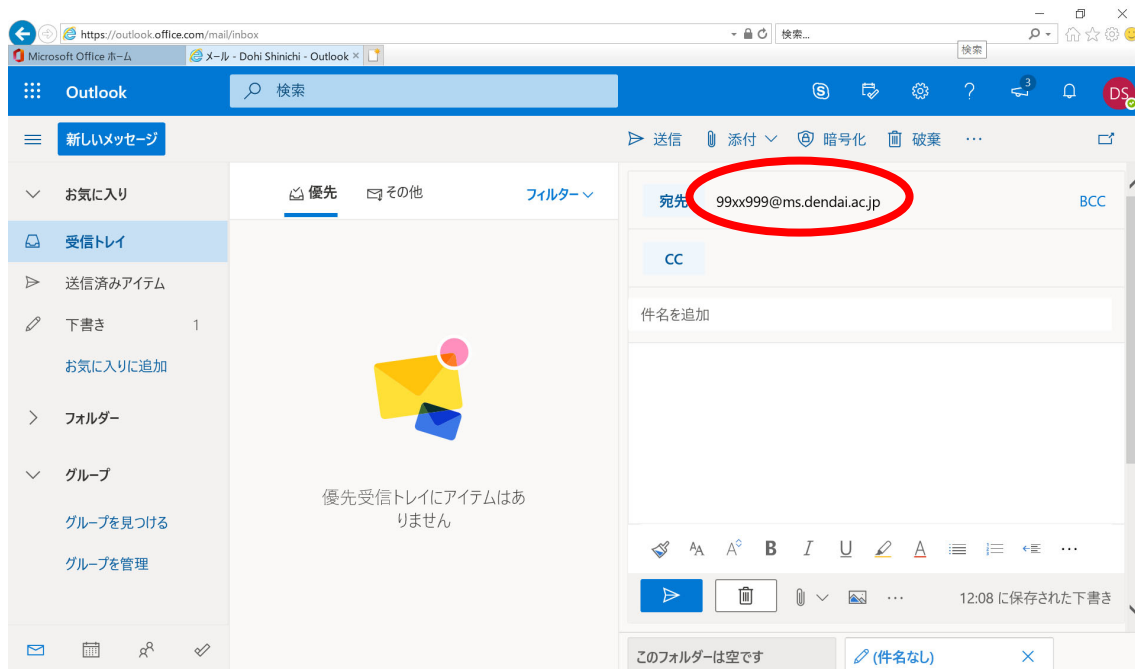 https://outlook.office.com/mail/inbox
検索...
Microsoft Office ホーム
メール - Dohi Shinichi - Outlook
検索
Outlook
検索
3
DS
新しいメッセージ
送信
添付
暗号化
破棄
お気に入り
優先
その他
フィルター
宛先
99xx999@ms.dendai.ac.jp
BCC
受信トレイ
CC
送信済みアイテム
件名を追加
下書き
1
お気に入りに追加
フォルダー
グループ
優先受信トレイにアイテムはあ
りません
グループを見つける
グループを管理
12:08 に保存された下書き
このフォルダーは空です
(件名なし)